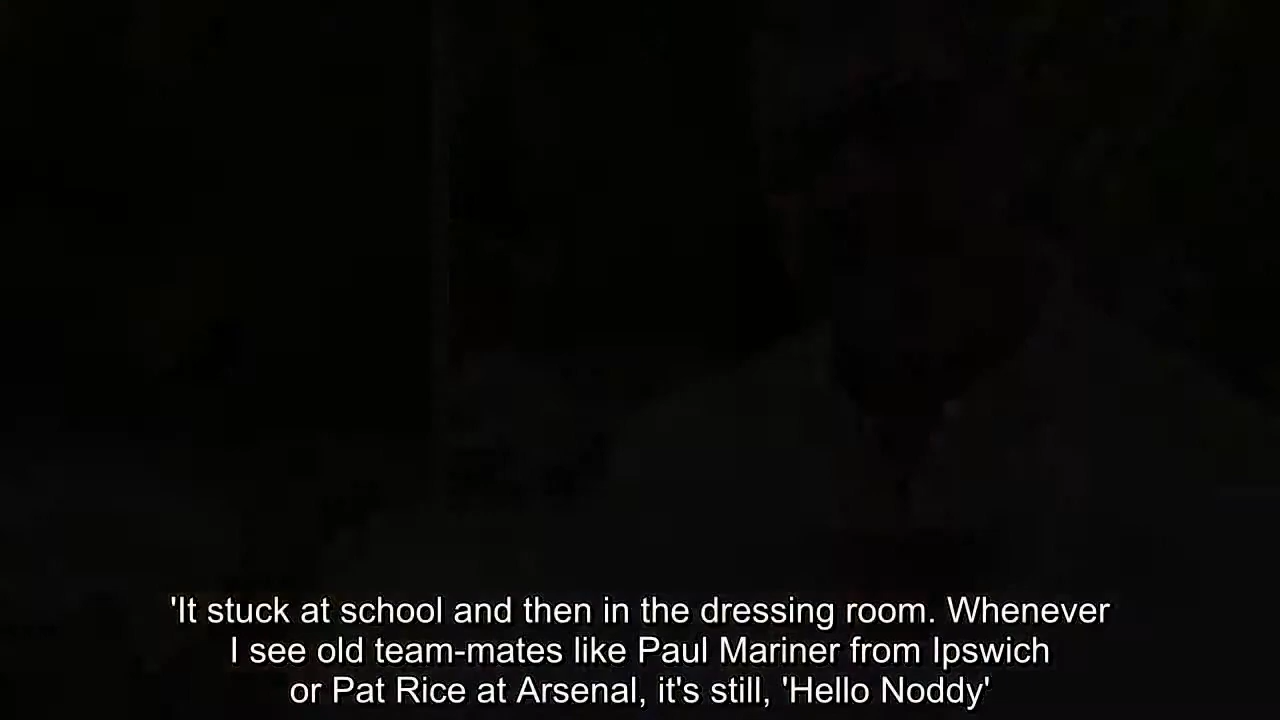 'It stuck at school and then in the dressing room. Whenever
I see old team-mates like Paul Mariner from Ipswich
or Pat Rice at Arsenal, it's still, 'Hello Noddy'